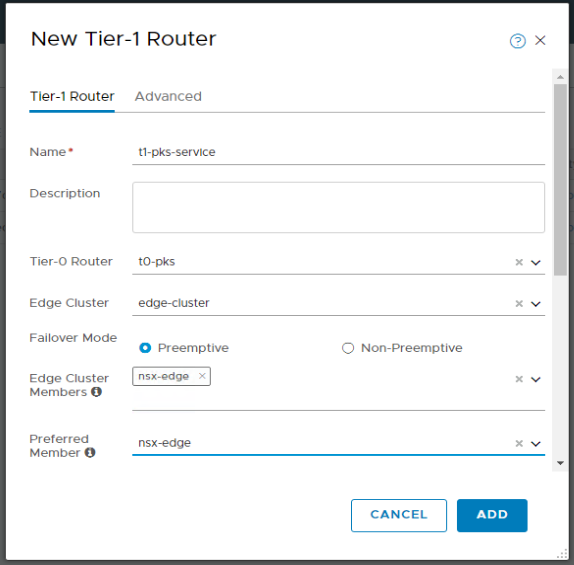 New Tier-1 Router
Tier-1 Router Advanced
Name* t1-pks-service
Description
Tier-0 Router t0-pks
Edge Cluster edge-cluster
Failover Mode
Preemptive Non-Preemptive
Edge Cluster nsx-edge
Members
Preferred nsx-edge
Member
CANCEL ADD